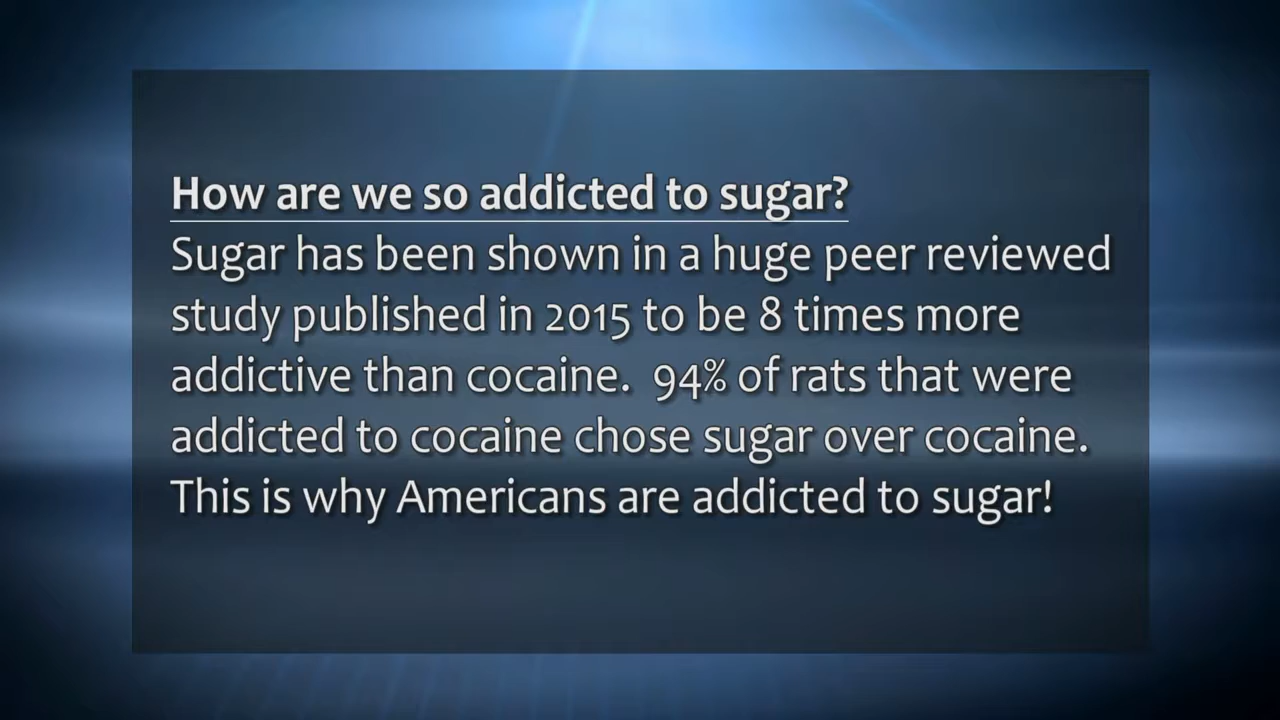 How are we so addicted to sugar?
Sugar has been shown in a huge peer reviewed
study published in 2015 to be 8 times more
addictive than cocaine.  94% of rats that were
addicted to cocaine chose sugar over cocaine.
This is why Americans are addicted to sugar!